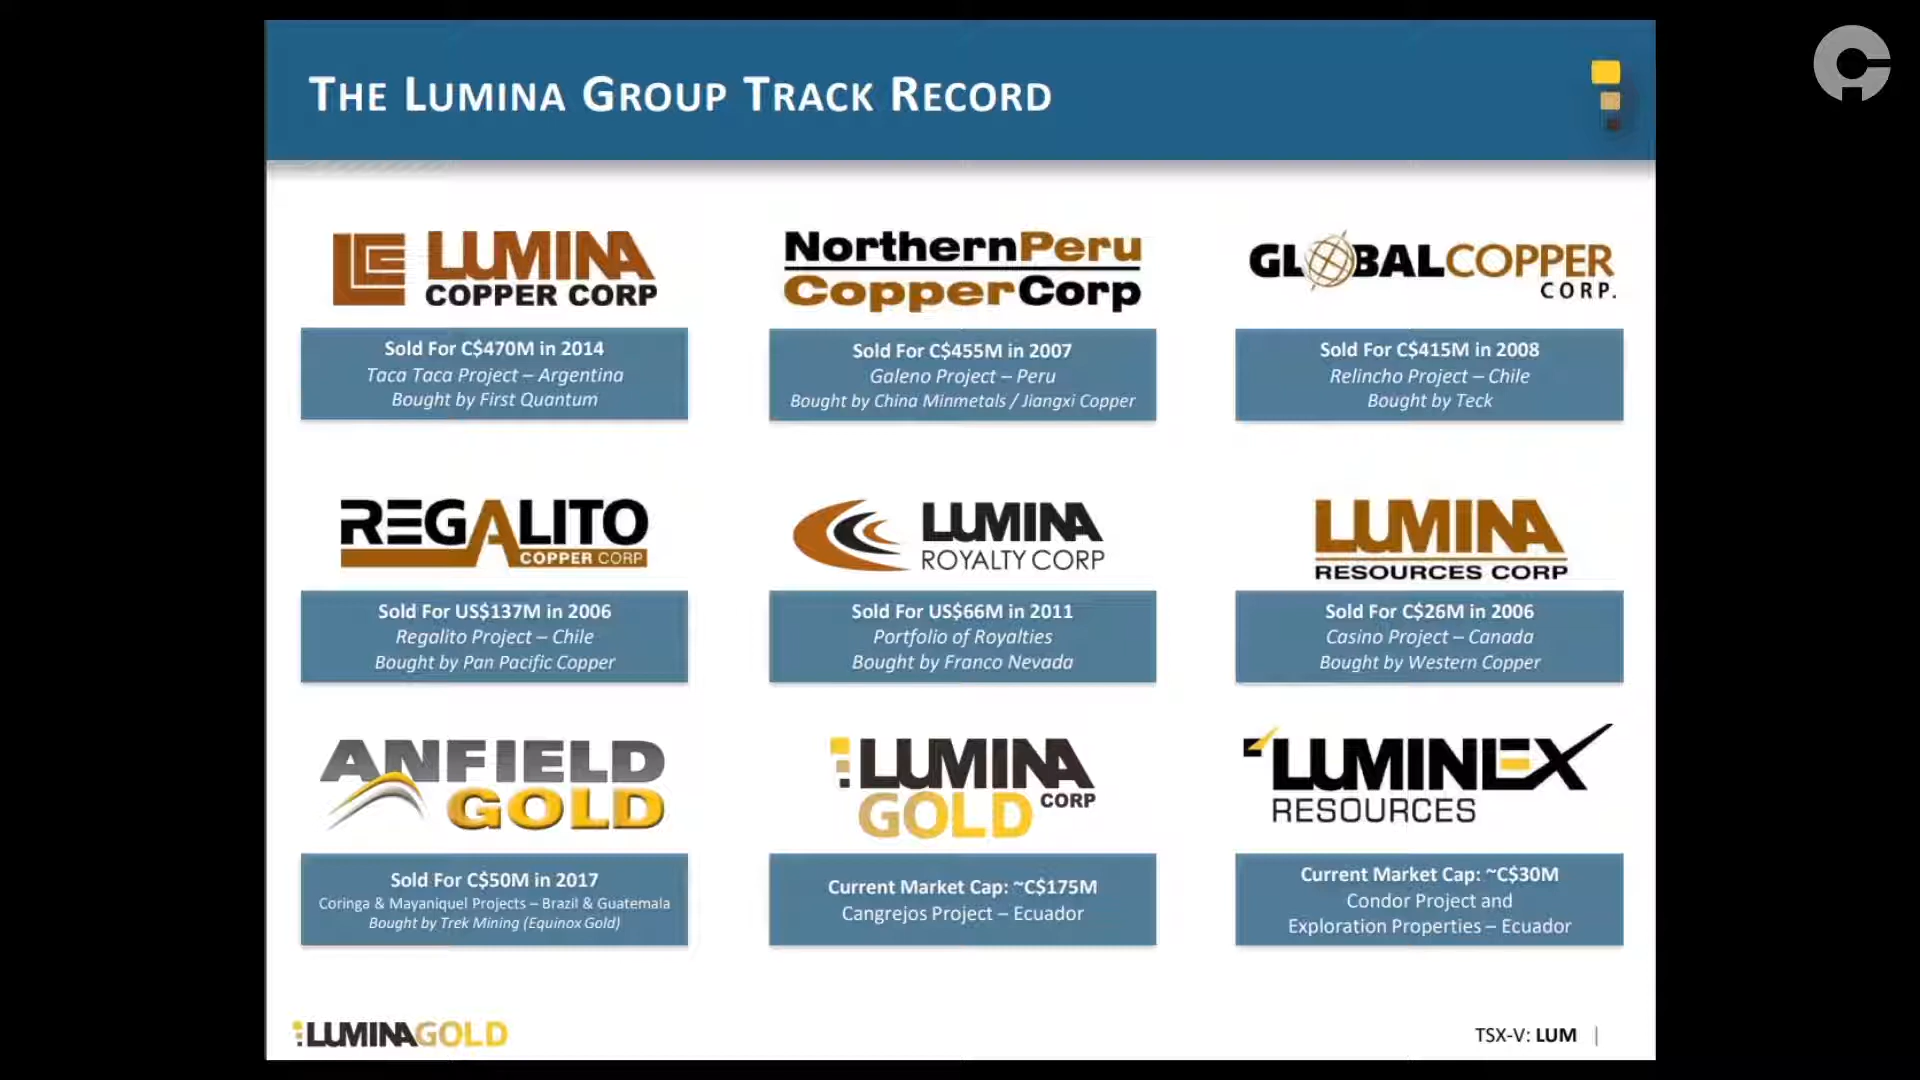 THE LUMINA GROUP TRACK RECORD
LUMINA
COPPER CORP
Sold For C$470M in 2014
Taca Taca Project – Argentina
Bought by First Quantum
NorthernPeru
CopperCorp
Sold For C$455M in 2007
Galeno Project – Peru
Bought by China Minmetals / Jiangxi Copper
GLOBALCOPPER
CORP.
Sold For C$415M in 2008
Relincho Project – Chile
Bought by Teck
REGALITO
COPPER CORP
Sold For US$137M in 2006
Regalito Project – Chile
Bought by Pan Pacific Copper
LUMINA
ROYALTY CORP
Sold For US$66M in 2011
Portfolio of Royalties
Bought by Franco Nevada
LUMINA
RESOURCES CORP
Sold For C$26M in 2006
Casino Project – Canada
Bought by Western Copper
ANFIELD
GOLD
Sold For C$50M in 2017
Coringa & Mayaniquel Projects – Brazil & Guatemala
Bought by Trek Mining (Equinox Gold)
LUMINA
GOLD CORP
Current Market Cap: ~C$175M
Cangrejos Project – Ecuador
LUMINEX
RESOURCES
Current Market Cap: ~C$30M
Condor Project and
Exploration Properties – Ecuador
LUMINAGOLD
TSX-V: LUM |